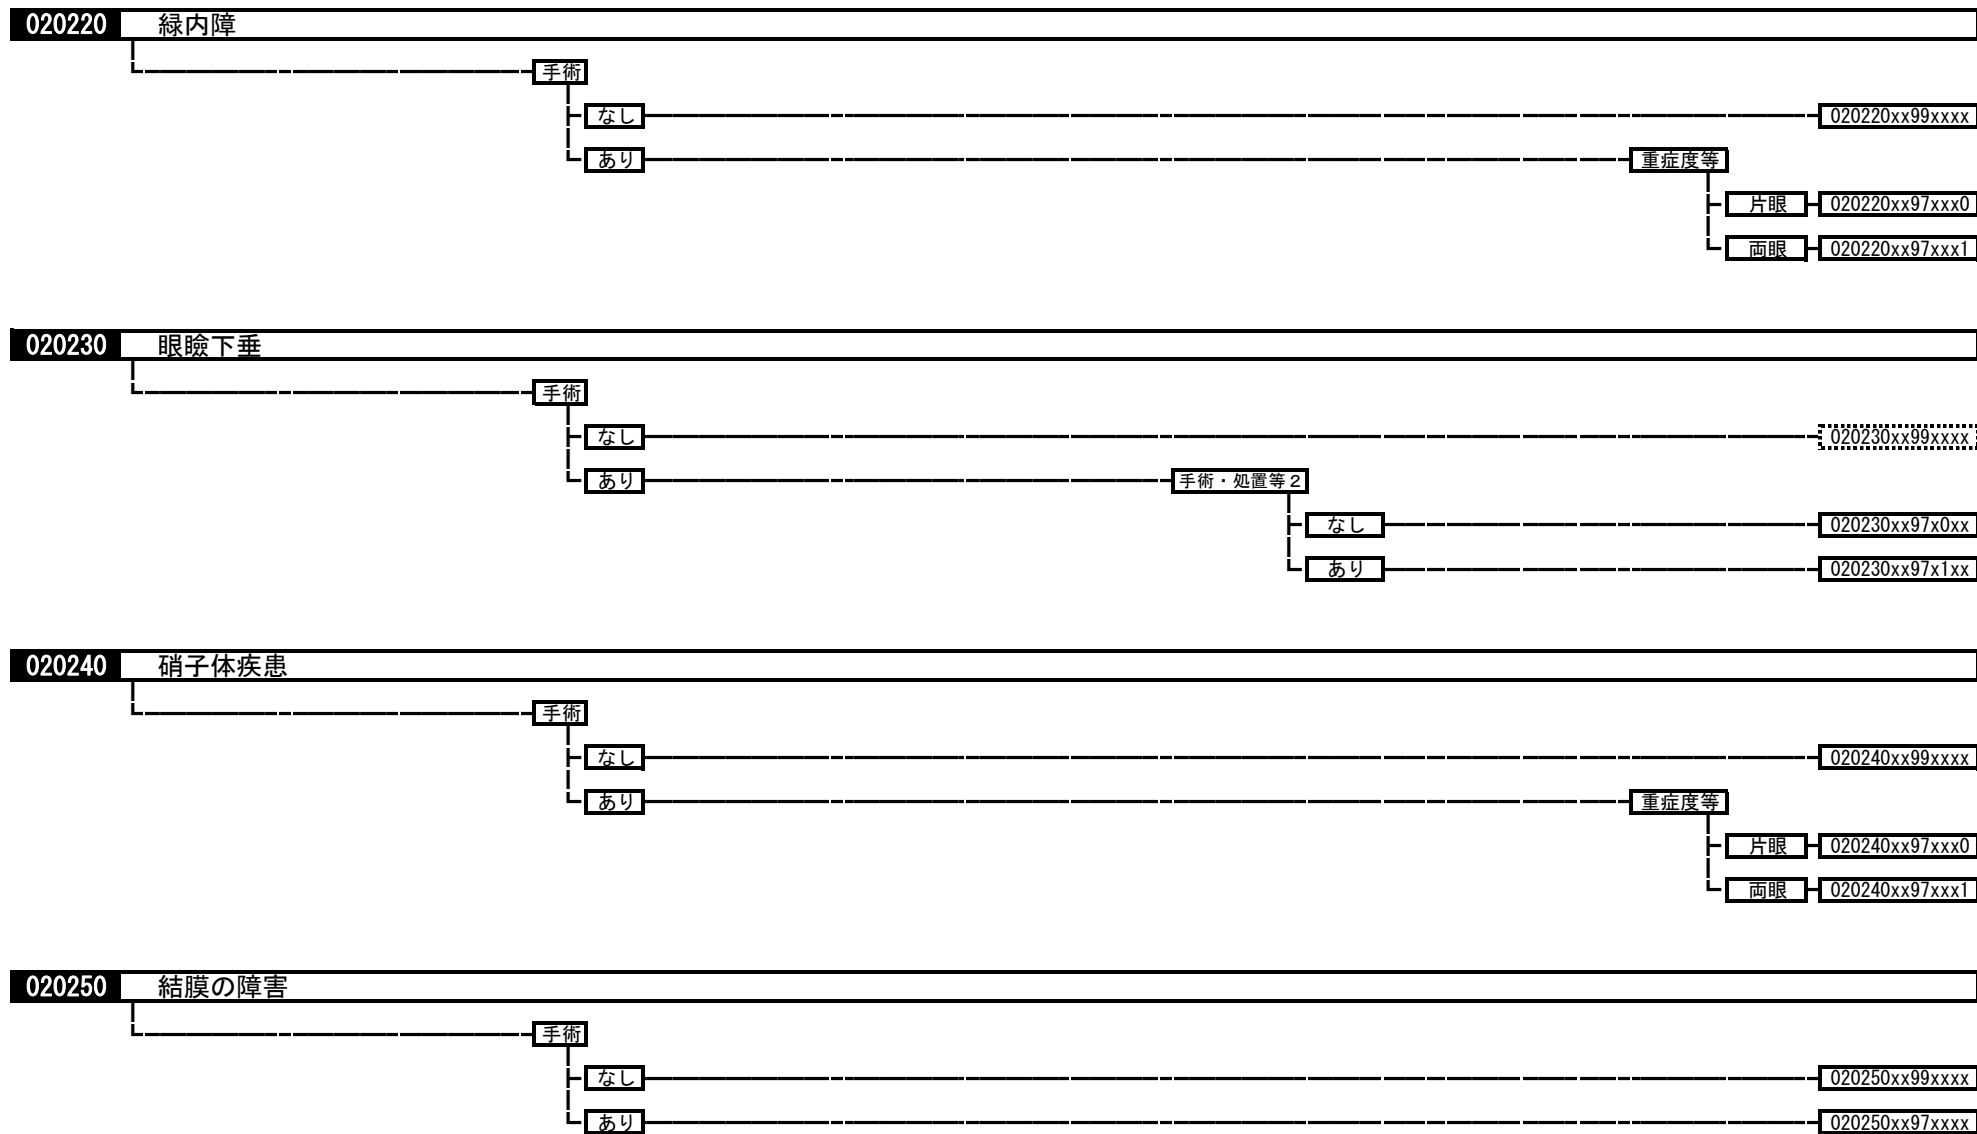 020220 緑内障
手術
なし 020220xx99xxxx
あり 重症度等
片眼 020220xx97xxx0
両眼 020220xx97xxx1
020230 眼瞼下垂
手術
なし 020230xx99xxxx
あり 手術・処置等２
なし 020230xx97x0xx
あり 020230xx97x1xx
020240 硝子体疾患
手術
なし 020240xx99xxxx
あり 重症度等
片眼 020240xx97xxx0
両眼 020240xx97xxx1
020250 結膜の障害
手術
なし 020250xx99xxxx
あり 020250xx97xxxx